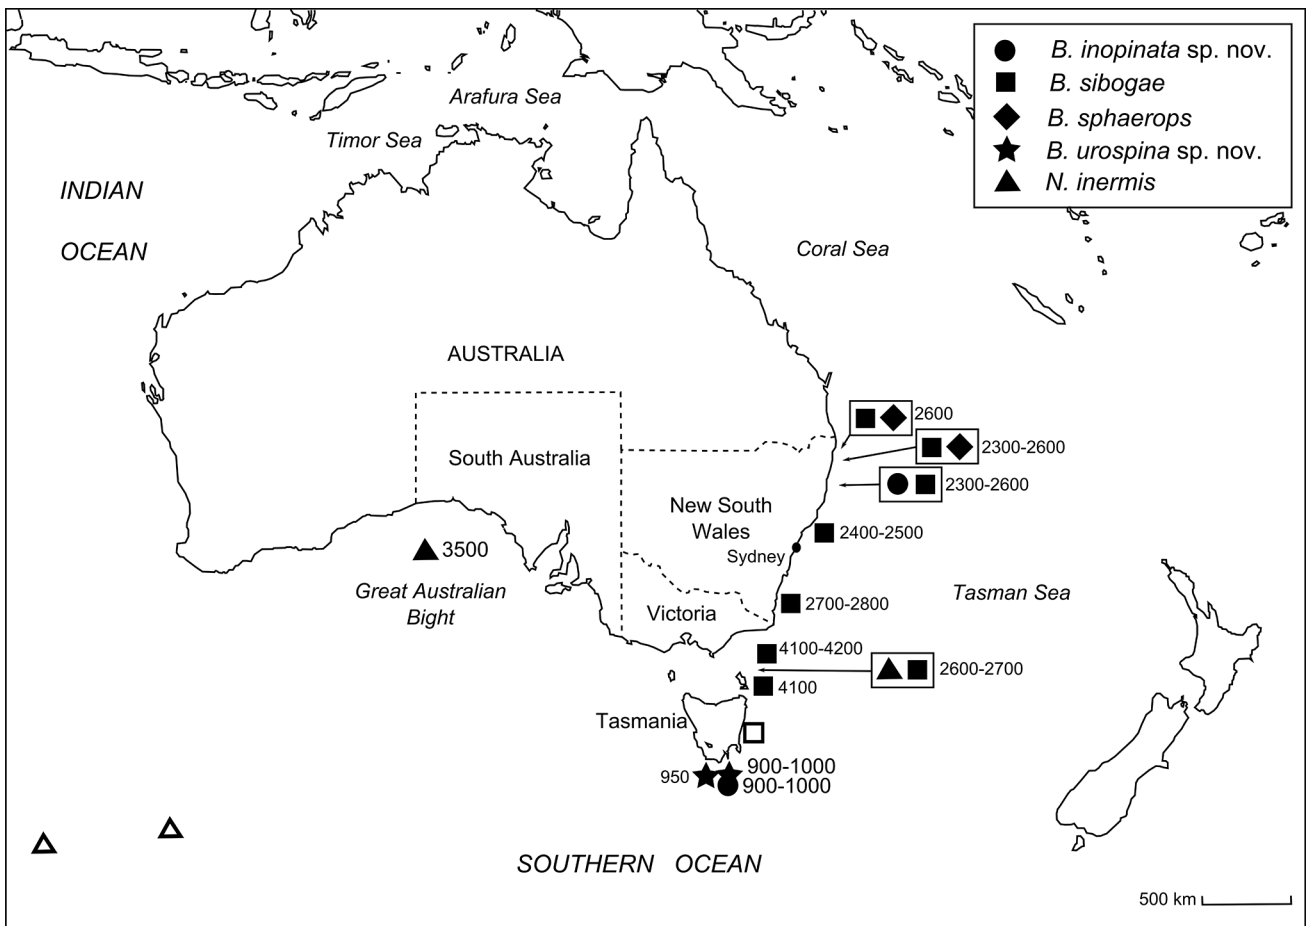 B. inopinata sp. nov.
B. sibogae
B. sphaerops
B. urospina sp. nov.
N. inermis
Arafura Sea
Timor Sea
INDIAN
OCEAN
Coral Sea
AUSTRALIA
2600
2300-2600
South Australia
2300-2600
New South
Wales
2400-2500
Sydney
3500
Great Australian
Bight
Tasman Sea
2700-2800
Victoria
4100-4200
2600-2700
4100
Tasmania
900-1000
950
900-1000
SOUTHERN OCEAN
500 km